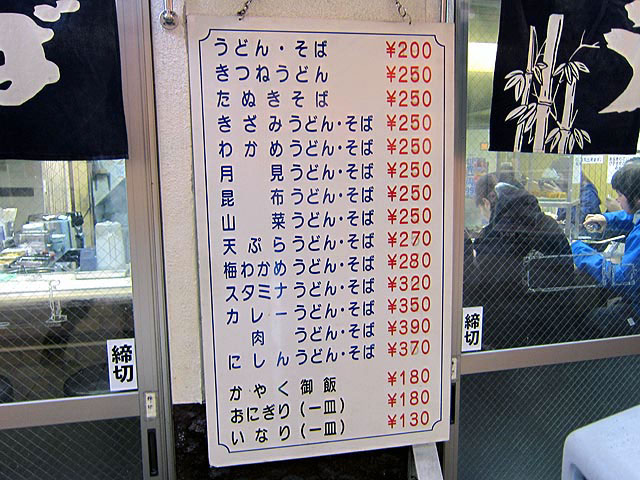 うどん・そば ¥200
きつねうどん ¥250
たぬきそば ¥250
きざみうどん・そば ¥250
わかめうどん・そば ¥250
月見うどん・そば ¥250
昆布うどん・そば ¥250
山菜うどん・そば ¥250
天ぷらうどん・そば ¥270
梅わかめうどん・そば ¥280
スタミナうどん・そば ¥320
カレーうどん・そば ¥350
肉うどん・そば ¥390
にしんうどん・そば ¥370
かやく御飯 ¥180
おにぎり(一皿) ¥180
いなり(一皿) ¥130
締切
締切